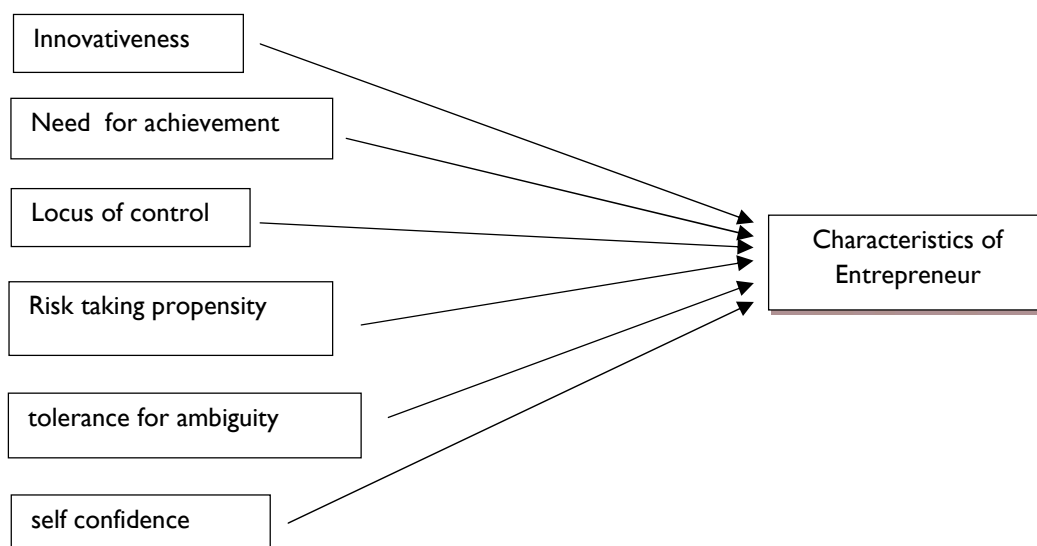 Innovativeness
Need for achievement
Locus of control
Risk taking propensity
tolerance for ambiguity
self confidence
Characteristics of
Entrepreneur